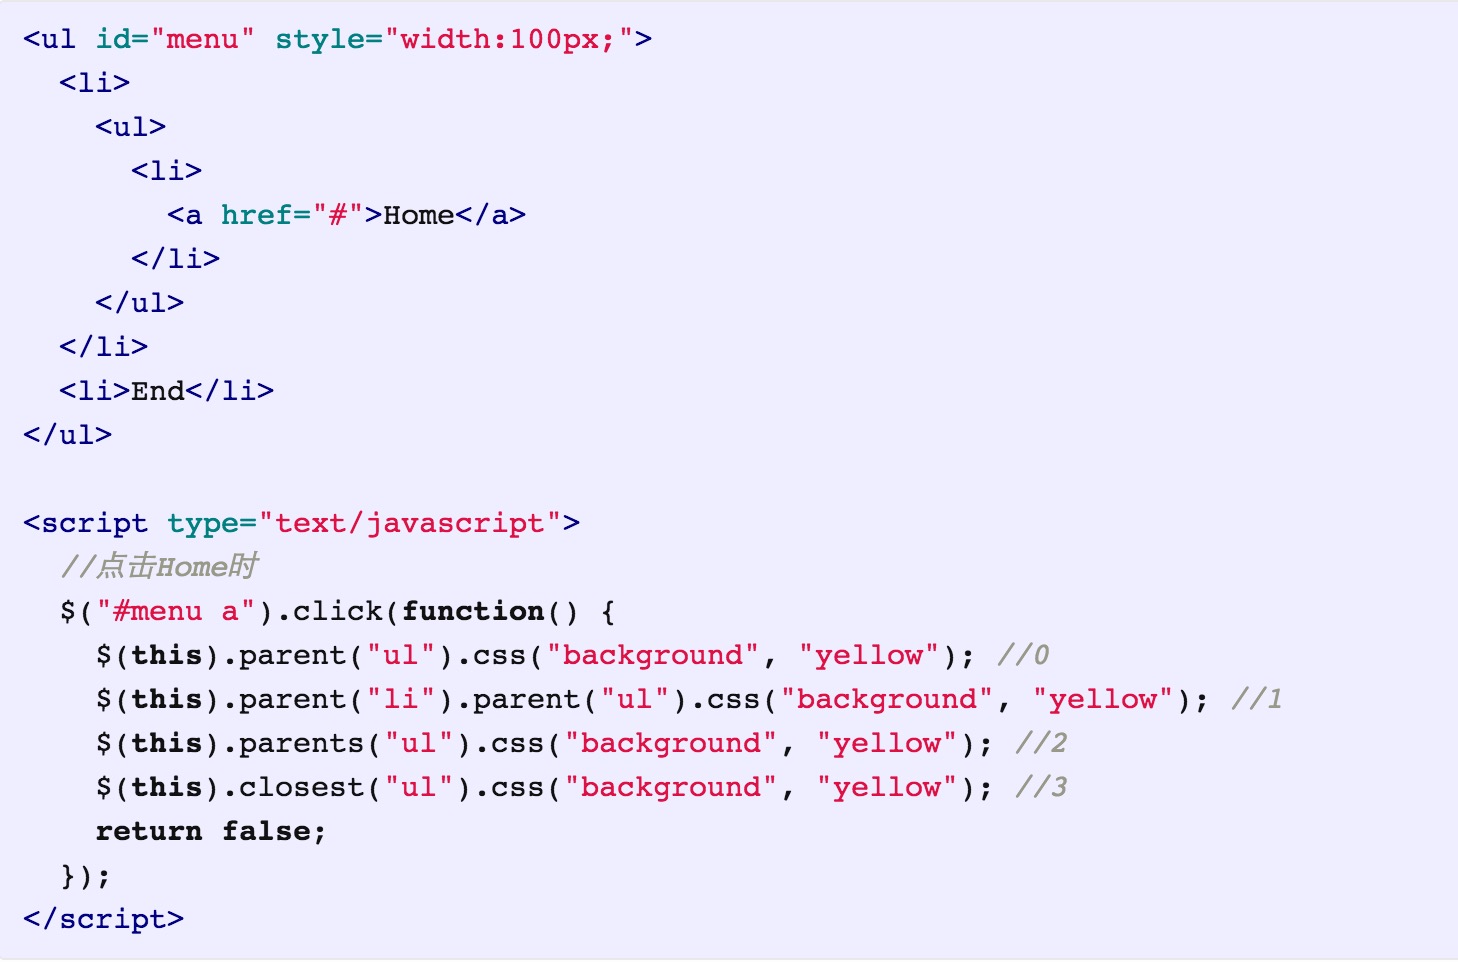 <ul id="menu" style="width:100px;">
  <li>
    <ul>
      <li>
        <a href="#">Home</a>
      </li>
    </ul>
  </li>
  <li>End</li>
</ul>

<script type="text/javascript">
  //点击Home时
  $("#menu a").click(function() {
    $(this).parent("ul").css("background", "yellow"); //0
    $(this).parent("li").parent("ul").css("background", "yellow"); //1
    $(this).parents("ul").css("background", "yellow"); //2
    $(this).closest("ul").css("background", "yellow"); //3
    return false;
  });
</script>